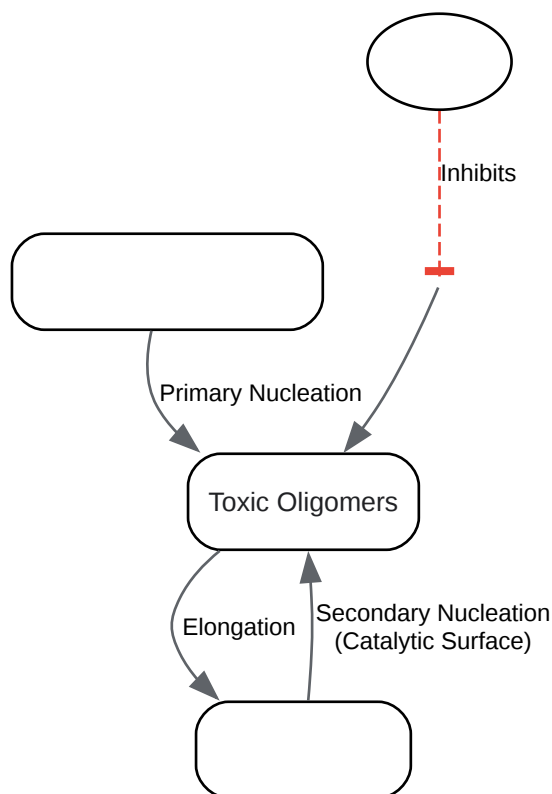 Inhibits
Primary Nucleation
Toxic Oligomers
Elongation
Secondary Nucleation
(Catalytic Surface)